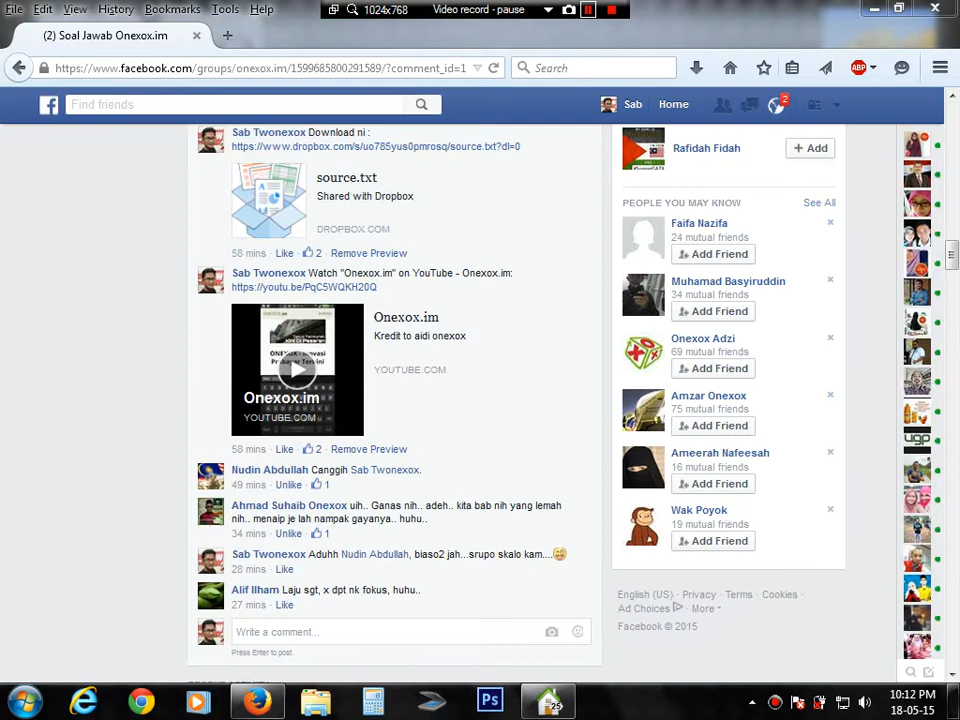 File Edit View History Bookmarks Tools Help
1024x768 Video record - pause
(2) Soal Jawab Onexox.im
https://www.facebook.com/groups/onexox.im/1599685800291589/?comment_id=1
Search
ABP
Find friends
Sab Home
2
Sab Twonexox Download ni :
https://www.dropbox.com/s/uo785yus0pmrosq/source.txt?dl=0
source.txt
Shared with Dropbox
DROPBOX.COM
58 mins · Like · 2 · Remove Preview
Sab Twonexox Watch "Onexox.im" on YouTube - Onexox.im:
https://youtu.be/PqC5WQKH20Q
Onexox.im
Kredit to aidi onexox
YOUTUBE.COM
Onexox.im
YOUTUBE.COM
58 mins · Like · 2 · Remove Preview
Nudin Abdullah Canggih Sab Twonexox.
49 mins · Unlike · 1
Ahmad Suhaib Onexox uih.. Ganas nih.. adeh.. kita bab nih yang lemah
nih.. menaip je lah nampak gayanya.. huhu..
34 mins · Unlike · 1
Sab Twonexox Aduhh Nudin Abdullah, biaso2 jah...srupo skalo kam....
28 mins · Like
Alif Ilham Laju sgt, x dpt nk fokus, huhu..
27 mins · Like
Write a comment...
Press Enter to post.
Rafidah Fidah
Add
PEOPLE YOU MAY KNOW See All
Faifa Nazifa
24 mutual friends
Add Friend
Muhamad Basyiruddin
34 mutual friends
Add Friend
Onexox Adzi
69 mutual friends
Add Friend
Amzar Onexox
75 mutual friends
Add Friend
Ameerah Nafeesah
16 mutual friends
Add Friend
Wak Poyok
19 mutual friends
Add Friend
English (US) · Privacy · Terms · Cookies ·
Ad Choices · More
Facebook © 2015
Ps
25
10:12 PM
18-05-15